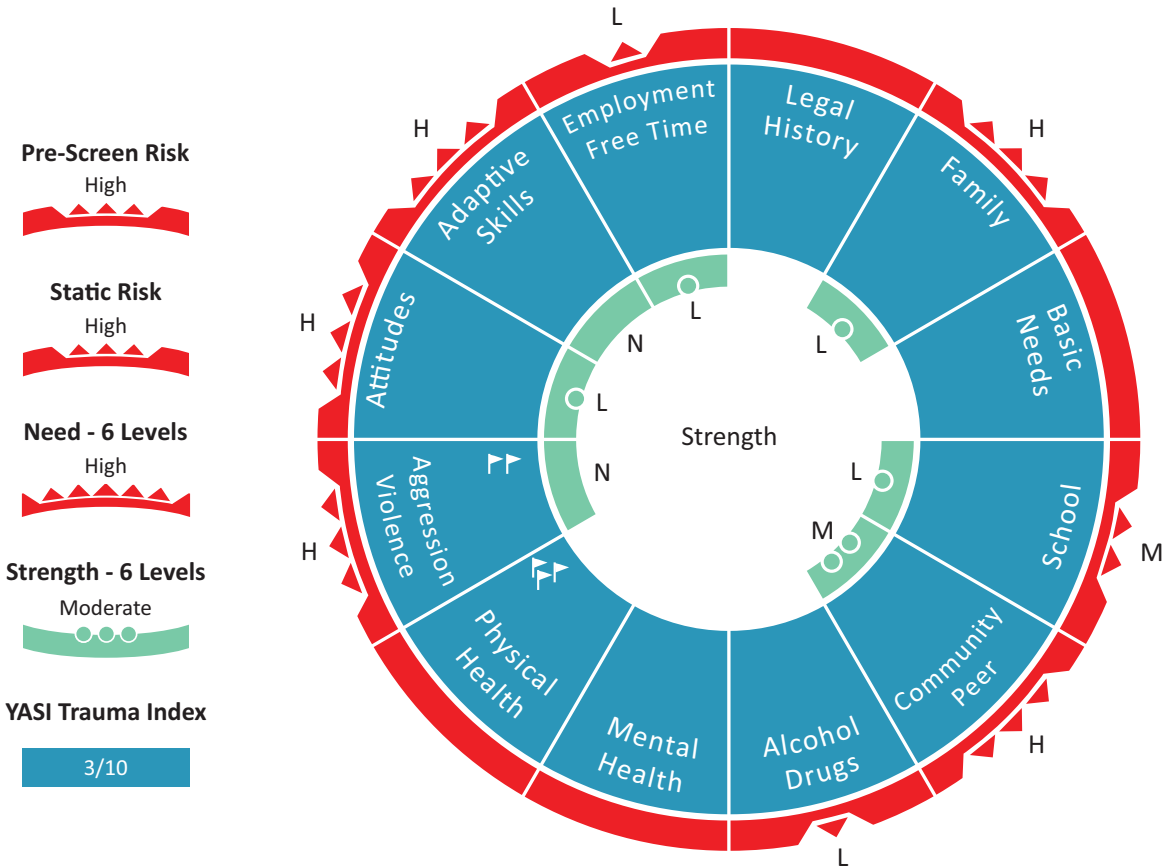 Pre-Screen Risk
High
Static Risk
High
Need - 6 Levels
High
Strength - 6 Levels
Moderate
YASI Trauma Index
3/10
L
Employment
Free Time
Legal
History
H
Family
Basic
Needs
School
M
Community
Peer
H
Alcohol
Drugs
L
Mental
Health
Physical
Health
Aggression
Violence
H
Attitudes
H
Adaptive
Skills
H
L
N
L
N
L
Strength
L
M